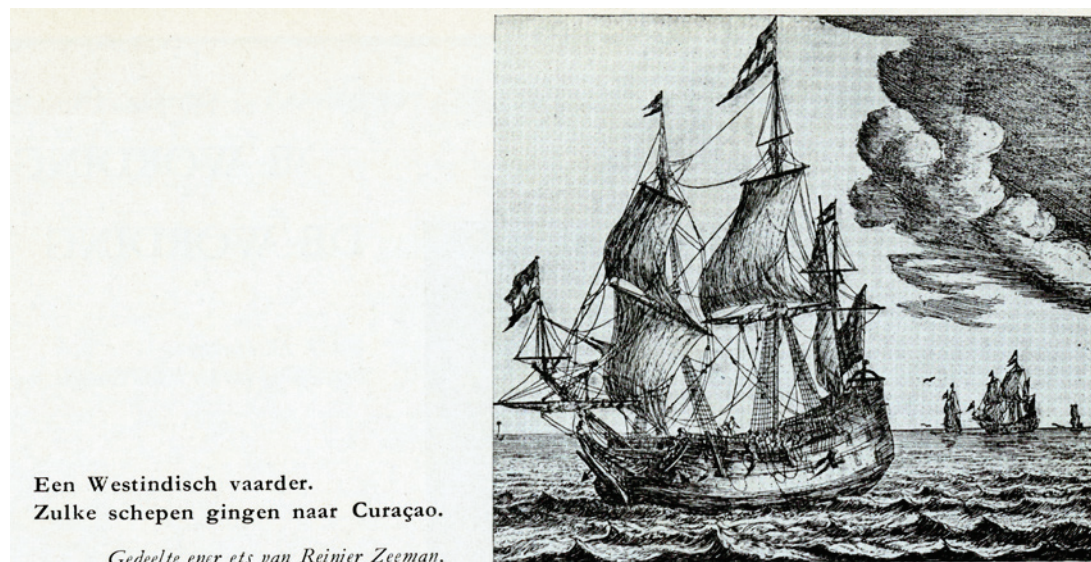 Een Westindisch vaarder.
Zulke schepen gingen naar Curaçao.
Gedeelte ener ets van Reinier Zeeman.